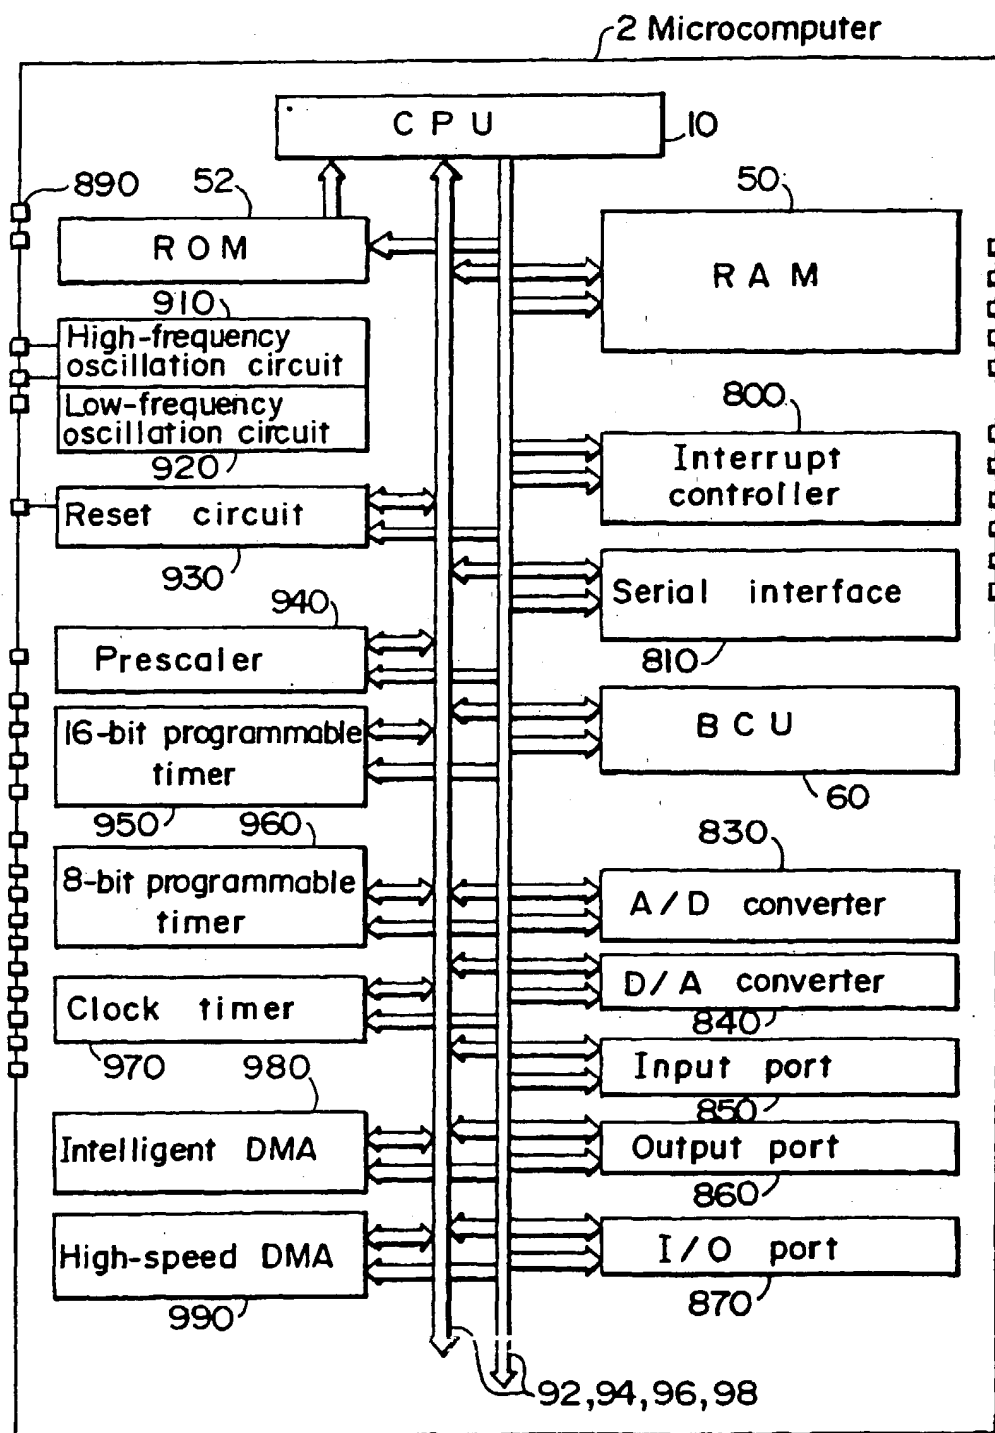 2 Microcomputer
CPU
10
890
52
ROM
50
RAM
910
High-frequency
oscillation circuit
Low-frequency
oscillation circuit
920
800
Interrupt
controller
Reset circuit
930
Serial interface
810
940
Prescaler
16-bit programmable
timer
950
BCU
60
960
8-bit programmable
timer
830
A/D converter
D/A converter
840
Clock timer
970
Input port
850
980
Intelligent DMA
Output port
860
High-speed DMA
990
I/O port
870
92,94,96,98